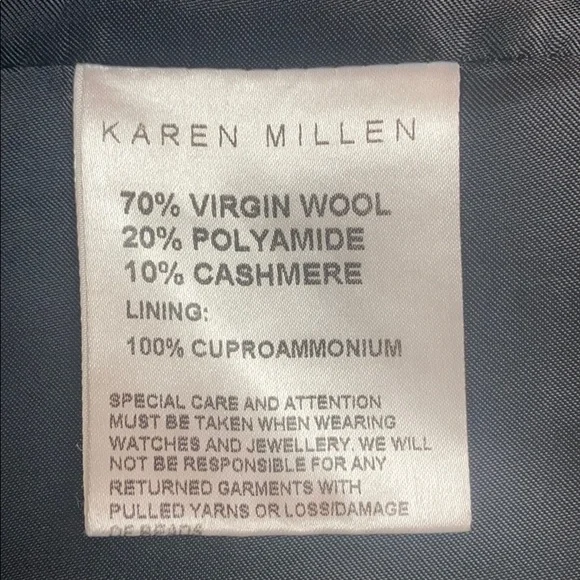 KAREN MILLEN
70% VIRGIN WOOL
20% POLYAMIDE
10% CASHMERE
LINING:
100% CUPROAMMONIUM
SPECIAL CARE AND ATTENTION
MUST BE TAKEN WHEN WEARING
WATCHES AND JEWELLERY. WE WILL
NOT BE RESPONSIBLE FOR ANY
RETURNED GARMENTS WITH
PULLED YARNS OR LOSS/DAMAGE
OF BEADS